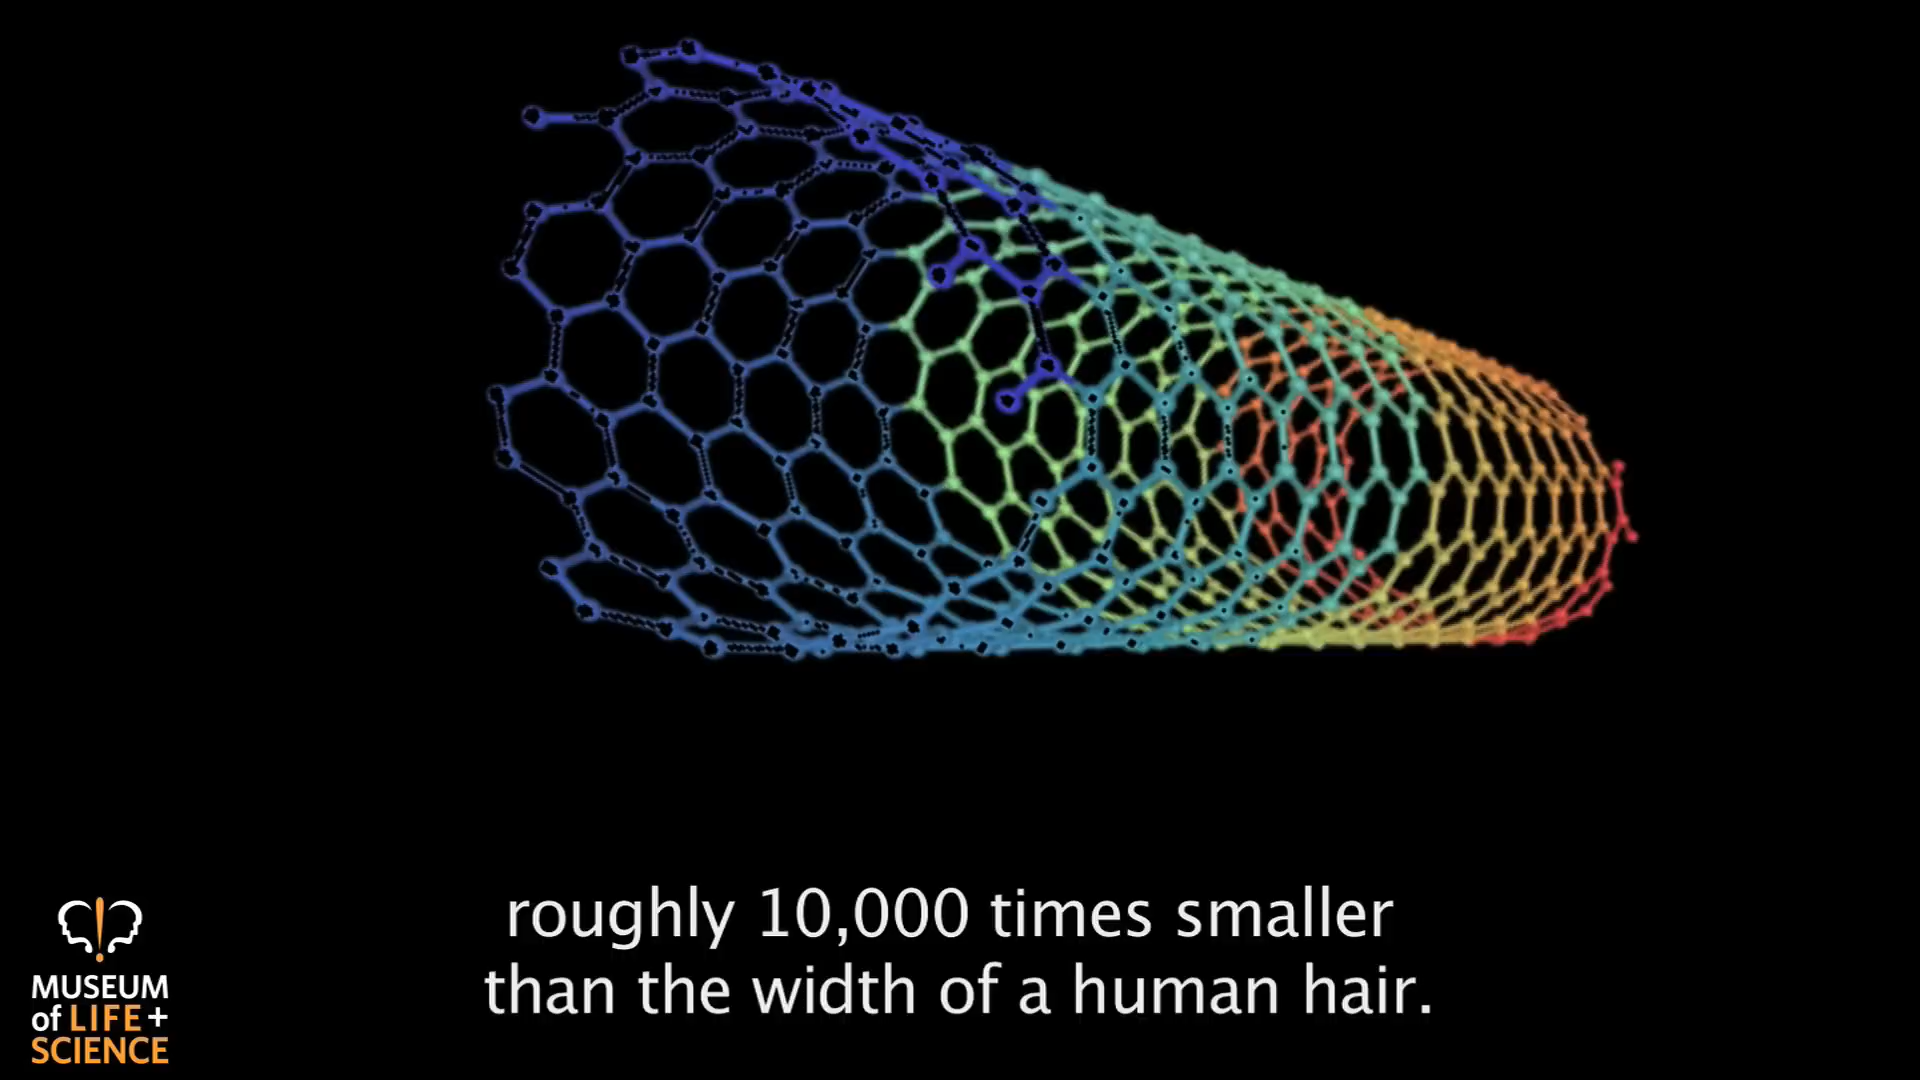 roughly 10,000 times smaller
than the width of a human hair.
MUSEUM
of LIFE+
SCIENCE